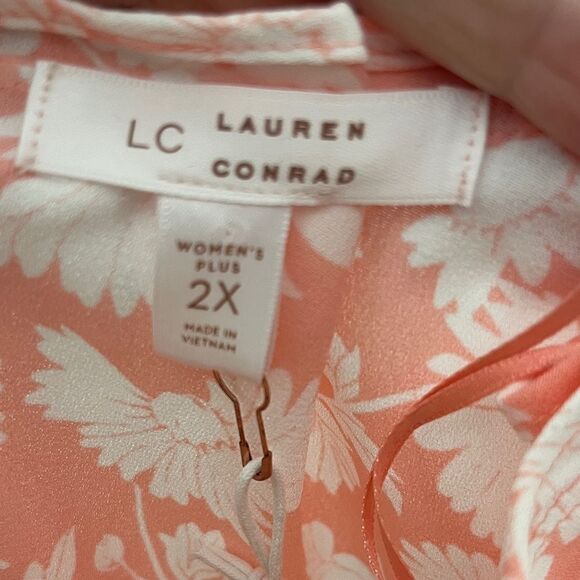 LC LAUREN
CONRAD
WOMEN'S
PLUS
2X
MADE IN
VIETNAM